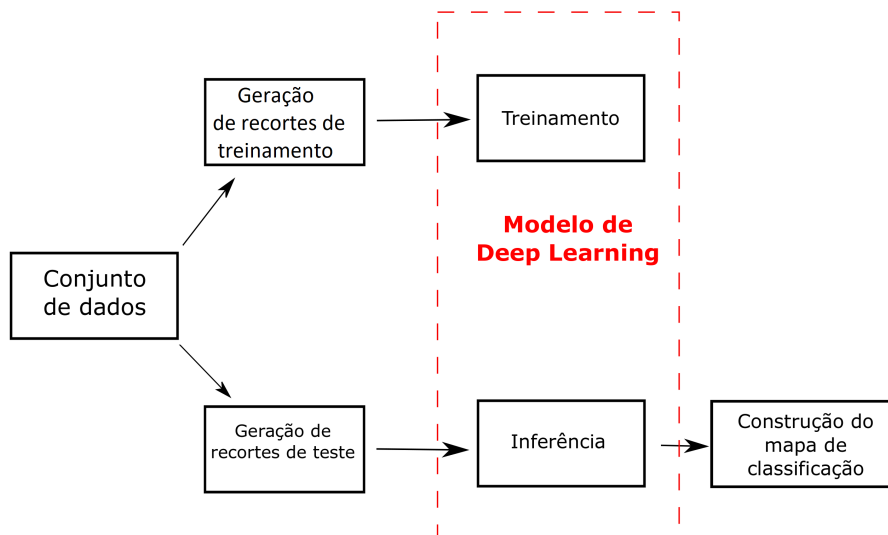 Geração
de recortes de
treinamento
Treinamento
Modelo de
Deep Learning
Conjunto
de dados
Geração de
recortes de teste
Inferência
Construção do
mapa de
classificação